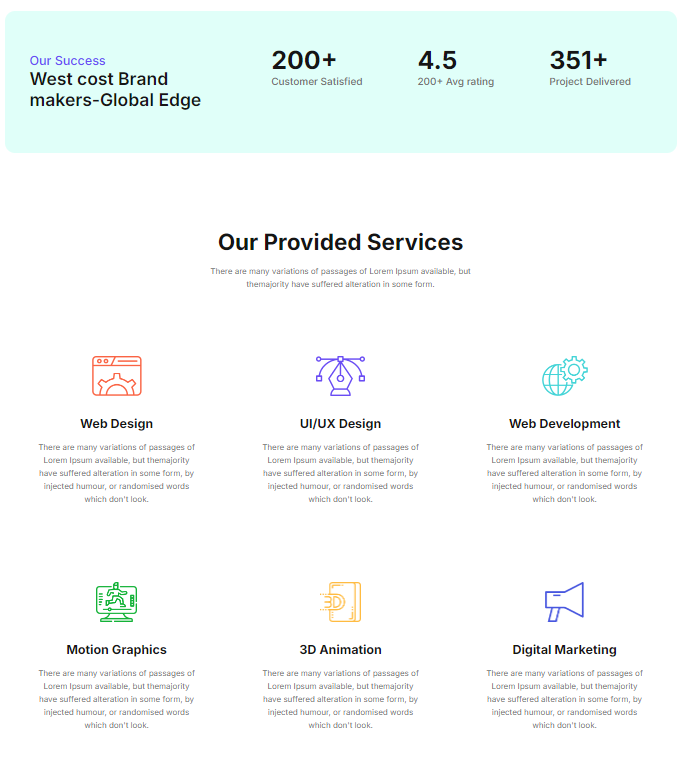 Our Success
West cost Brand
makers-Global Edge
200+
Customer Satisfied
4.5
200+ Avg rating
351+
Project Delivered
Our Provided Services
There are many variations of passages of Lorem Ipsum available, but
themajority have suffered alteration in some form.
Web Design
There are many variations of passages of
Lorem Ipsum available, but themajority
have suffered alteration in some form, by
injected humour, or randomised words
which don't look.
UI/UX Design
There are many variations of passages of
Lorem Ipsum available, but themajority
have suffered alteration in some form, by
injected humour, or randomised words
which don't look.
Web Development
There are many variations of passages of
Lorem Ipsum available, but themajority
have suffered alteration in some form, by
injected humour, or randomised words
which don't look.
Motion Graphics
There are many variations of passages of
Lorem Ipsum available, but themajority
have suffered alteration in some form, by
injected humour, or randomised words
which don't look.
3D
3D Animation
There are many variations of passages of
Lorem Ipsum available, but themajority
have suffered alteration in some form, by
injected humour, or randomised words
which don't look.
Digital Marketing
There are many variations of passages of
Lorem Ipsum available, but themajority
have suffered alteration in some form, by
injected humour, or randomised words
which don't look.